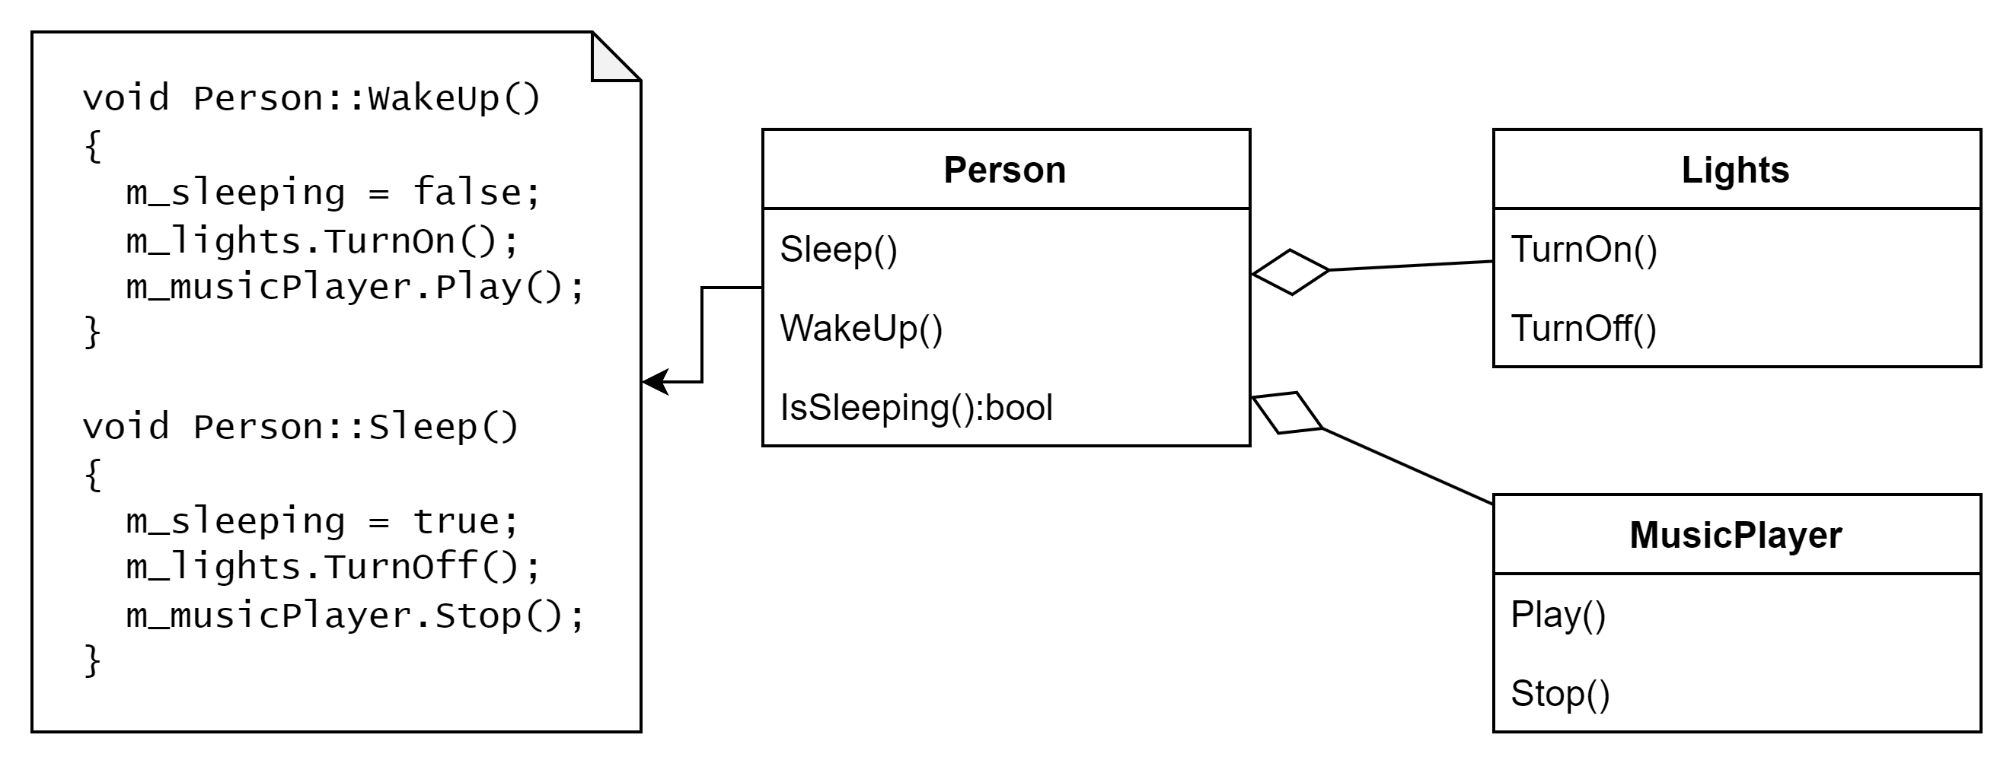 void Person::WakeUp()
{
  m_sleeping = false;
  m_lights.TurnOn();
  m_musicPlayer.Play();
}

void Person::Sleep()
{
  m_sleeping = true;
  m_lights.TurnOff();
  m_musicPlayer.Stop();
}
Person
Sleep()
WakeUp()
IsSleeping():bool
Lights
TurnOn()
TurnOff()
MusicPlayer
Play()
Stop()